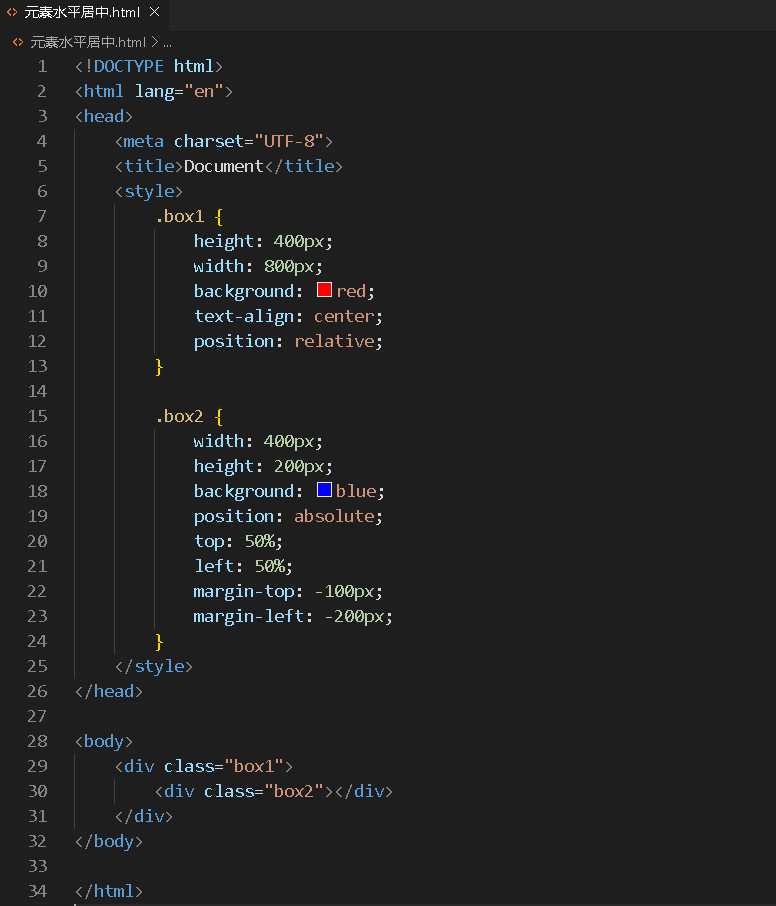 元素水平居中.html
元素水平居中.html > ...
1 <!DOCTYPE html>
2 <html lang="en">
3 <head>
4     <meta charset="UTF-8">
5     <title>Document</title>
6     <style>
7         .box1 {
8             height: 400px;
9             width: 800px;
10             background: red;
11             text-align: center;
12             position: relative;
13         }
14
15         .box2 {
16             width: 400px;
17             height: 200px;
18             background: blue;
19             position: absolute;
20             top: 50%;
21             left: 50%;
22             margin-top: -100px;
23             margin-left: -200px;
24         }
25     </style>
26 </head>
27
28 <body>
29     <div class="box1">
30         <div class="box2"></div>
31     </div>
32 </body>
33
34 </html>